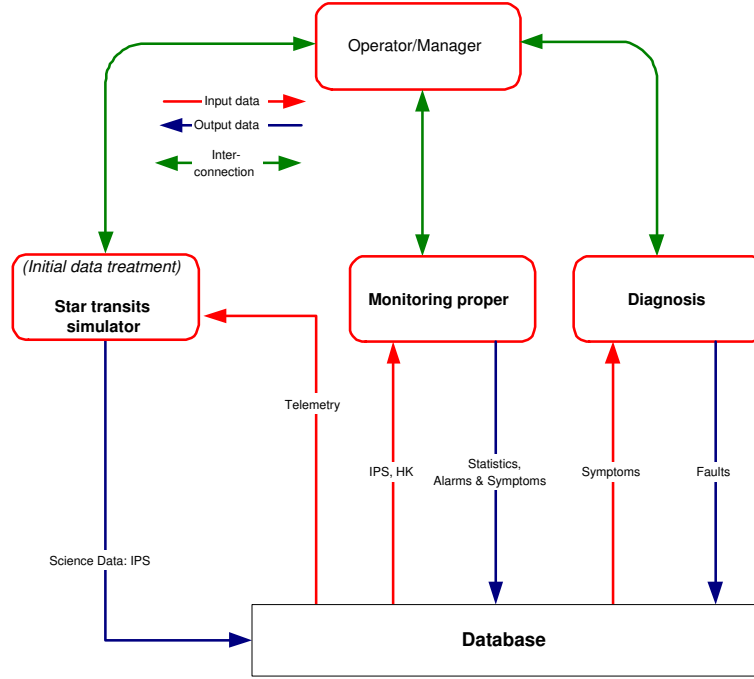 Operator/Manager
Input data
Output data
Inter-
connection
(Initial data treatment)
Star transits
simulator
Monitoring proper
Diagnosis
Telemetry
IPS, HK
Statistics,
Alarms & Symptoms
Symptoms
Faults
Science Data: IPS
Database